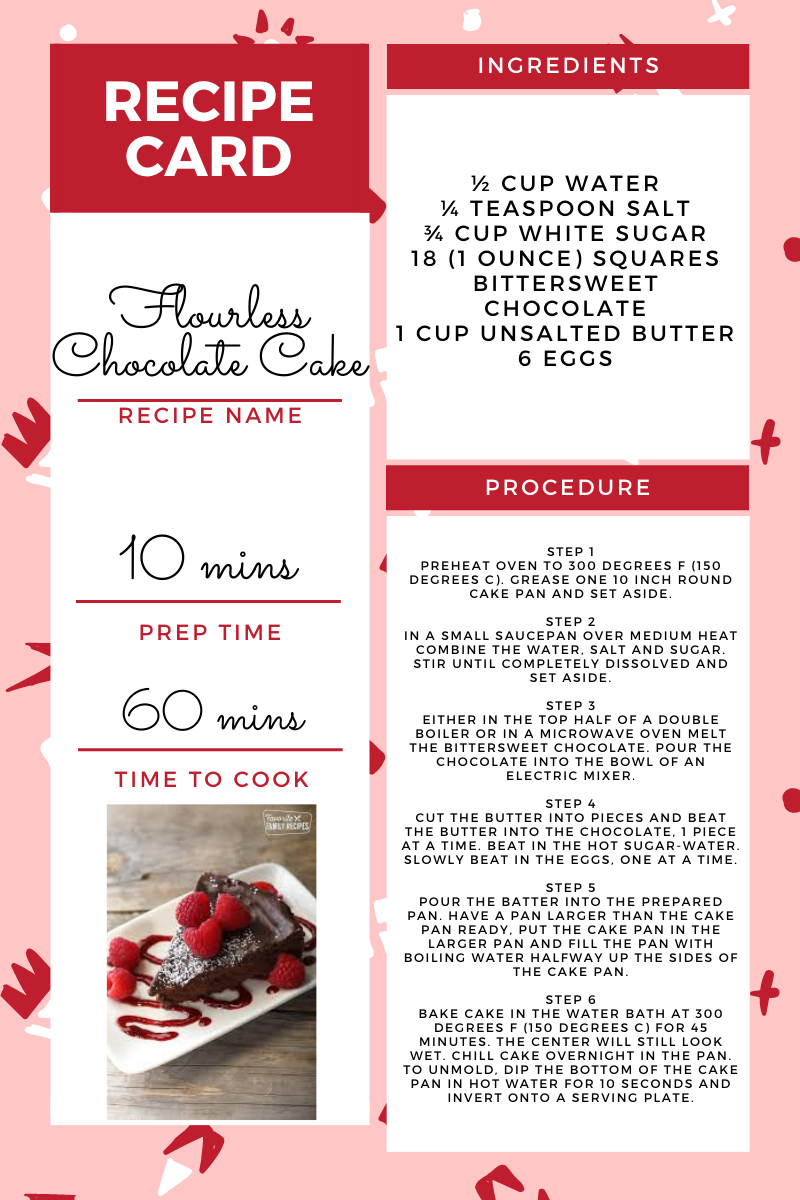 RECIPE
CARD
Flourless
Chocolate Cake
RECIPE NAME
10 mins
PREP TIME
60 mins
TIME TO COOK
Favorite
FAMILY RECIPES
INGREDIENTS
½ CUP WATER
¼ TEASPOON SALT
¾ CUP WHITE SUGAR
18 (1 OUNCE) SQUARES
BITTERSWEET
CHOCOLATE
1 CUP UNSALTED BUTTER
6 EGGS
PROCEDURE
STEP 1
PREHEAT OVEN TO 300 DEGREES F (150
DEGREES C). GREASE ONE 10 INCH ROUND
CAKE PAN AND SET ASIDE.
STEP 2
IN A SMALL SAUCEPAN OVER MEDIUM HEAT
COMBINE THE WATER, SALT AND SUGAR.
STIR UNTIL COMPLETELY DISSOLVED AND
SET ASIDE.
STEP 3
EITHER IN THE TOP HALF OF A DOUBLE
BOILER OR IN A MICROWAVE OVEN MELT
THE BITTERSWEET CHOCOLATE. POUR THE
CHOCOLATE INTO THE BOWL OF AN
ELECTRIC MIXER.
STEP 4
CUT THE BUTTER INTO PIECES AND BEAT
THE BUTTER INTO THE CHOCOLATE, 1 PIECE
AT A TIME. BEAT IN THE HOT SUGAR-WATER.
SLOWLY BEAT IN THE EGGS, ONE AT A TIME.
STEP 5
POUR THE BATTER INTO THE PREPARED
PAN. HAVE A PAN LARGER THAN THE CAKE
PAN READY, PUT THE CAKE PAN IN THE
LARGER PAN AND FILL THE PAN WITH
BOILING WATER HALFWAY UP THE SIDES OF
THE CAKE PAN.
STEP 6
BAKE CAKE IN THE WATER BATH AT 300
DEGREES F (150 DEGREES C) FOR 45
MINUTES. THE CENTER WILL STILL LOOK
WET. CHILL CAKE OVERNIGHT IN THE PAN.
TO UNMOLD, DIP THE BOTTOM OF THE CAKE
PAN IN HOT WATER FOR 10 SECONDS AND
INVERT ONTO A SERVING PLATE.